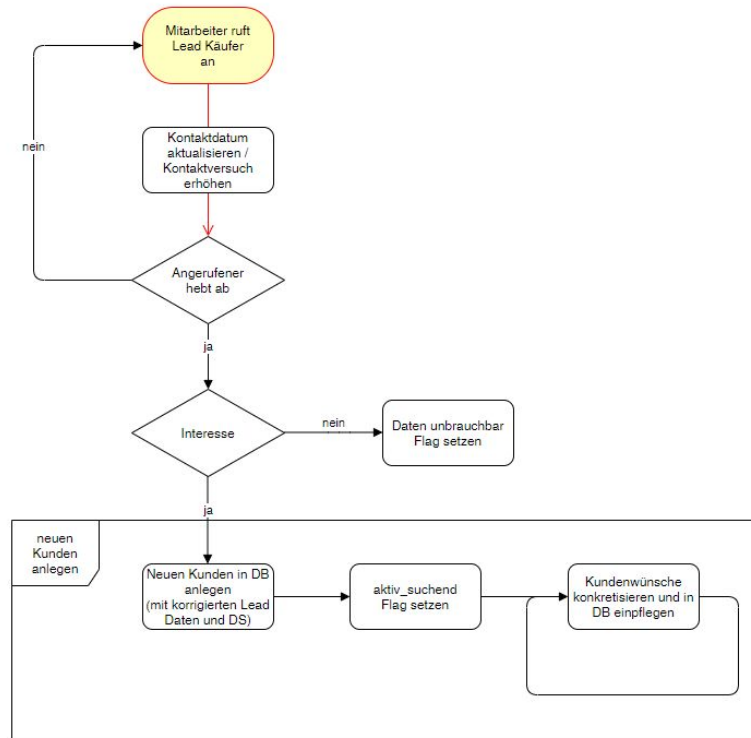 Mitarbeiter ruft
Lead Käufer
an
nein
Kontaktdatum
aktualisieren /
Kontaktversuch
erhöhen
Angerufener
hebt ab
ja
Interesse
nein
Daten unbrauchbar
Flag setzen
ja
neuen
Kunden
anlegen
Neuen Kunden in DB
anlegen
(mit korrigierten Lead
Daten und DS)
aktiv_suchend
Flag setzen
Kundenwünsche
konkretisieren und in
DB einpflegen